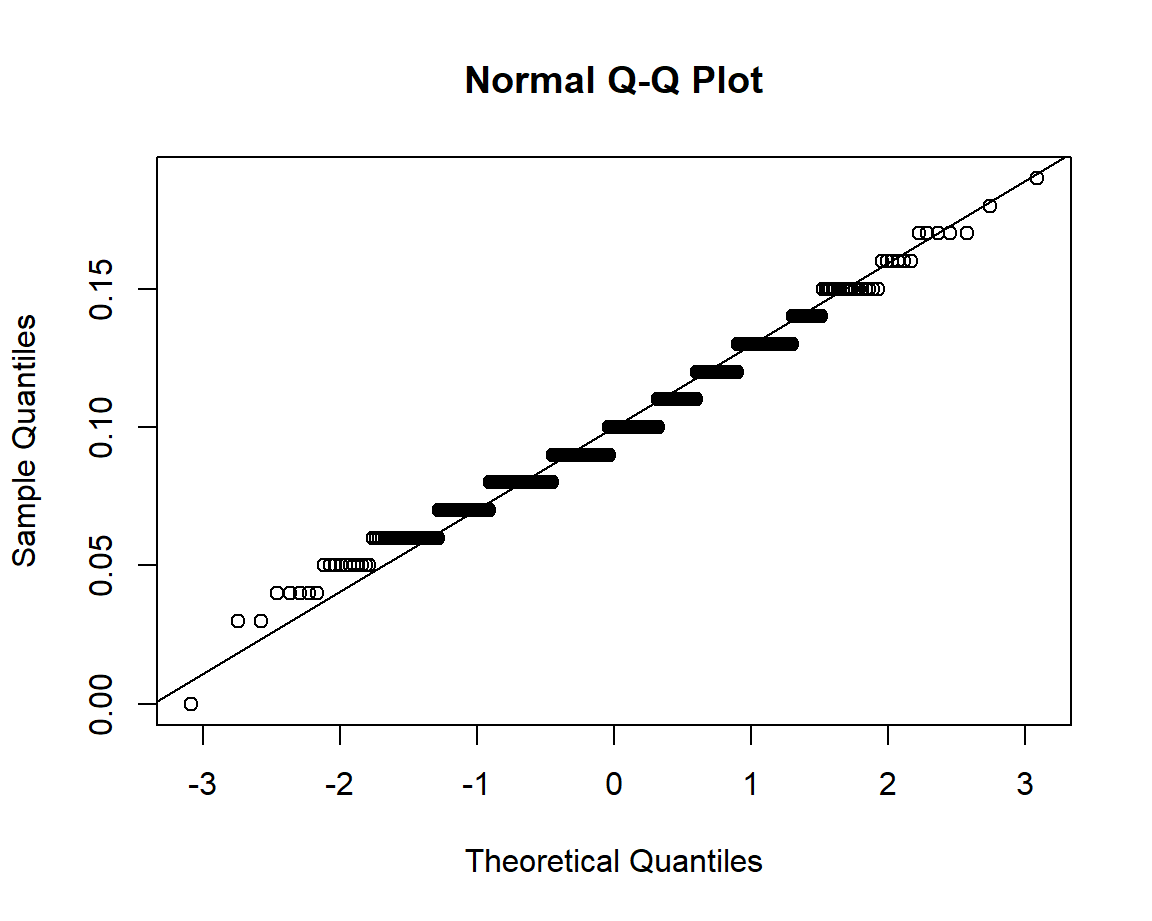 Normal Q-Q Plot
Sample Quantiles
0.15
0.10
0.05
0.00
-3 -2 -1 0 1 2 3
Theoretical Quantiles